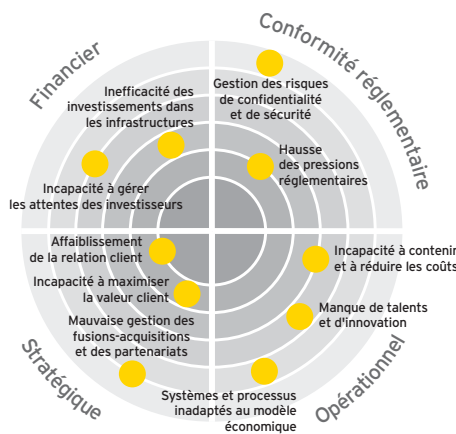 Financier
Conformité réglementaire
Inefficacité des
investissements dans
les infrastructures
Gestion des risques
de confidentialité
et de sécurité
Hausse
des pressions
réglementaires
Incapacité à gérer
les attentes des investisseurs
Affaiblissement
de la relation client
Incapacité à maximiser
la valeur client
Mauvaise gestion des
fusions-acquisitions
et des partenariats
Incapacité à contenir
et à réduire les coûts
Manque de talents
et d'innovation
Systèmes et processus
inadaptés au modèle
économique
Stratégique
Opérationnel